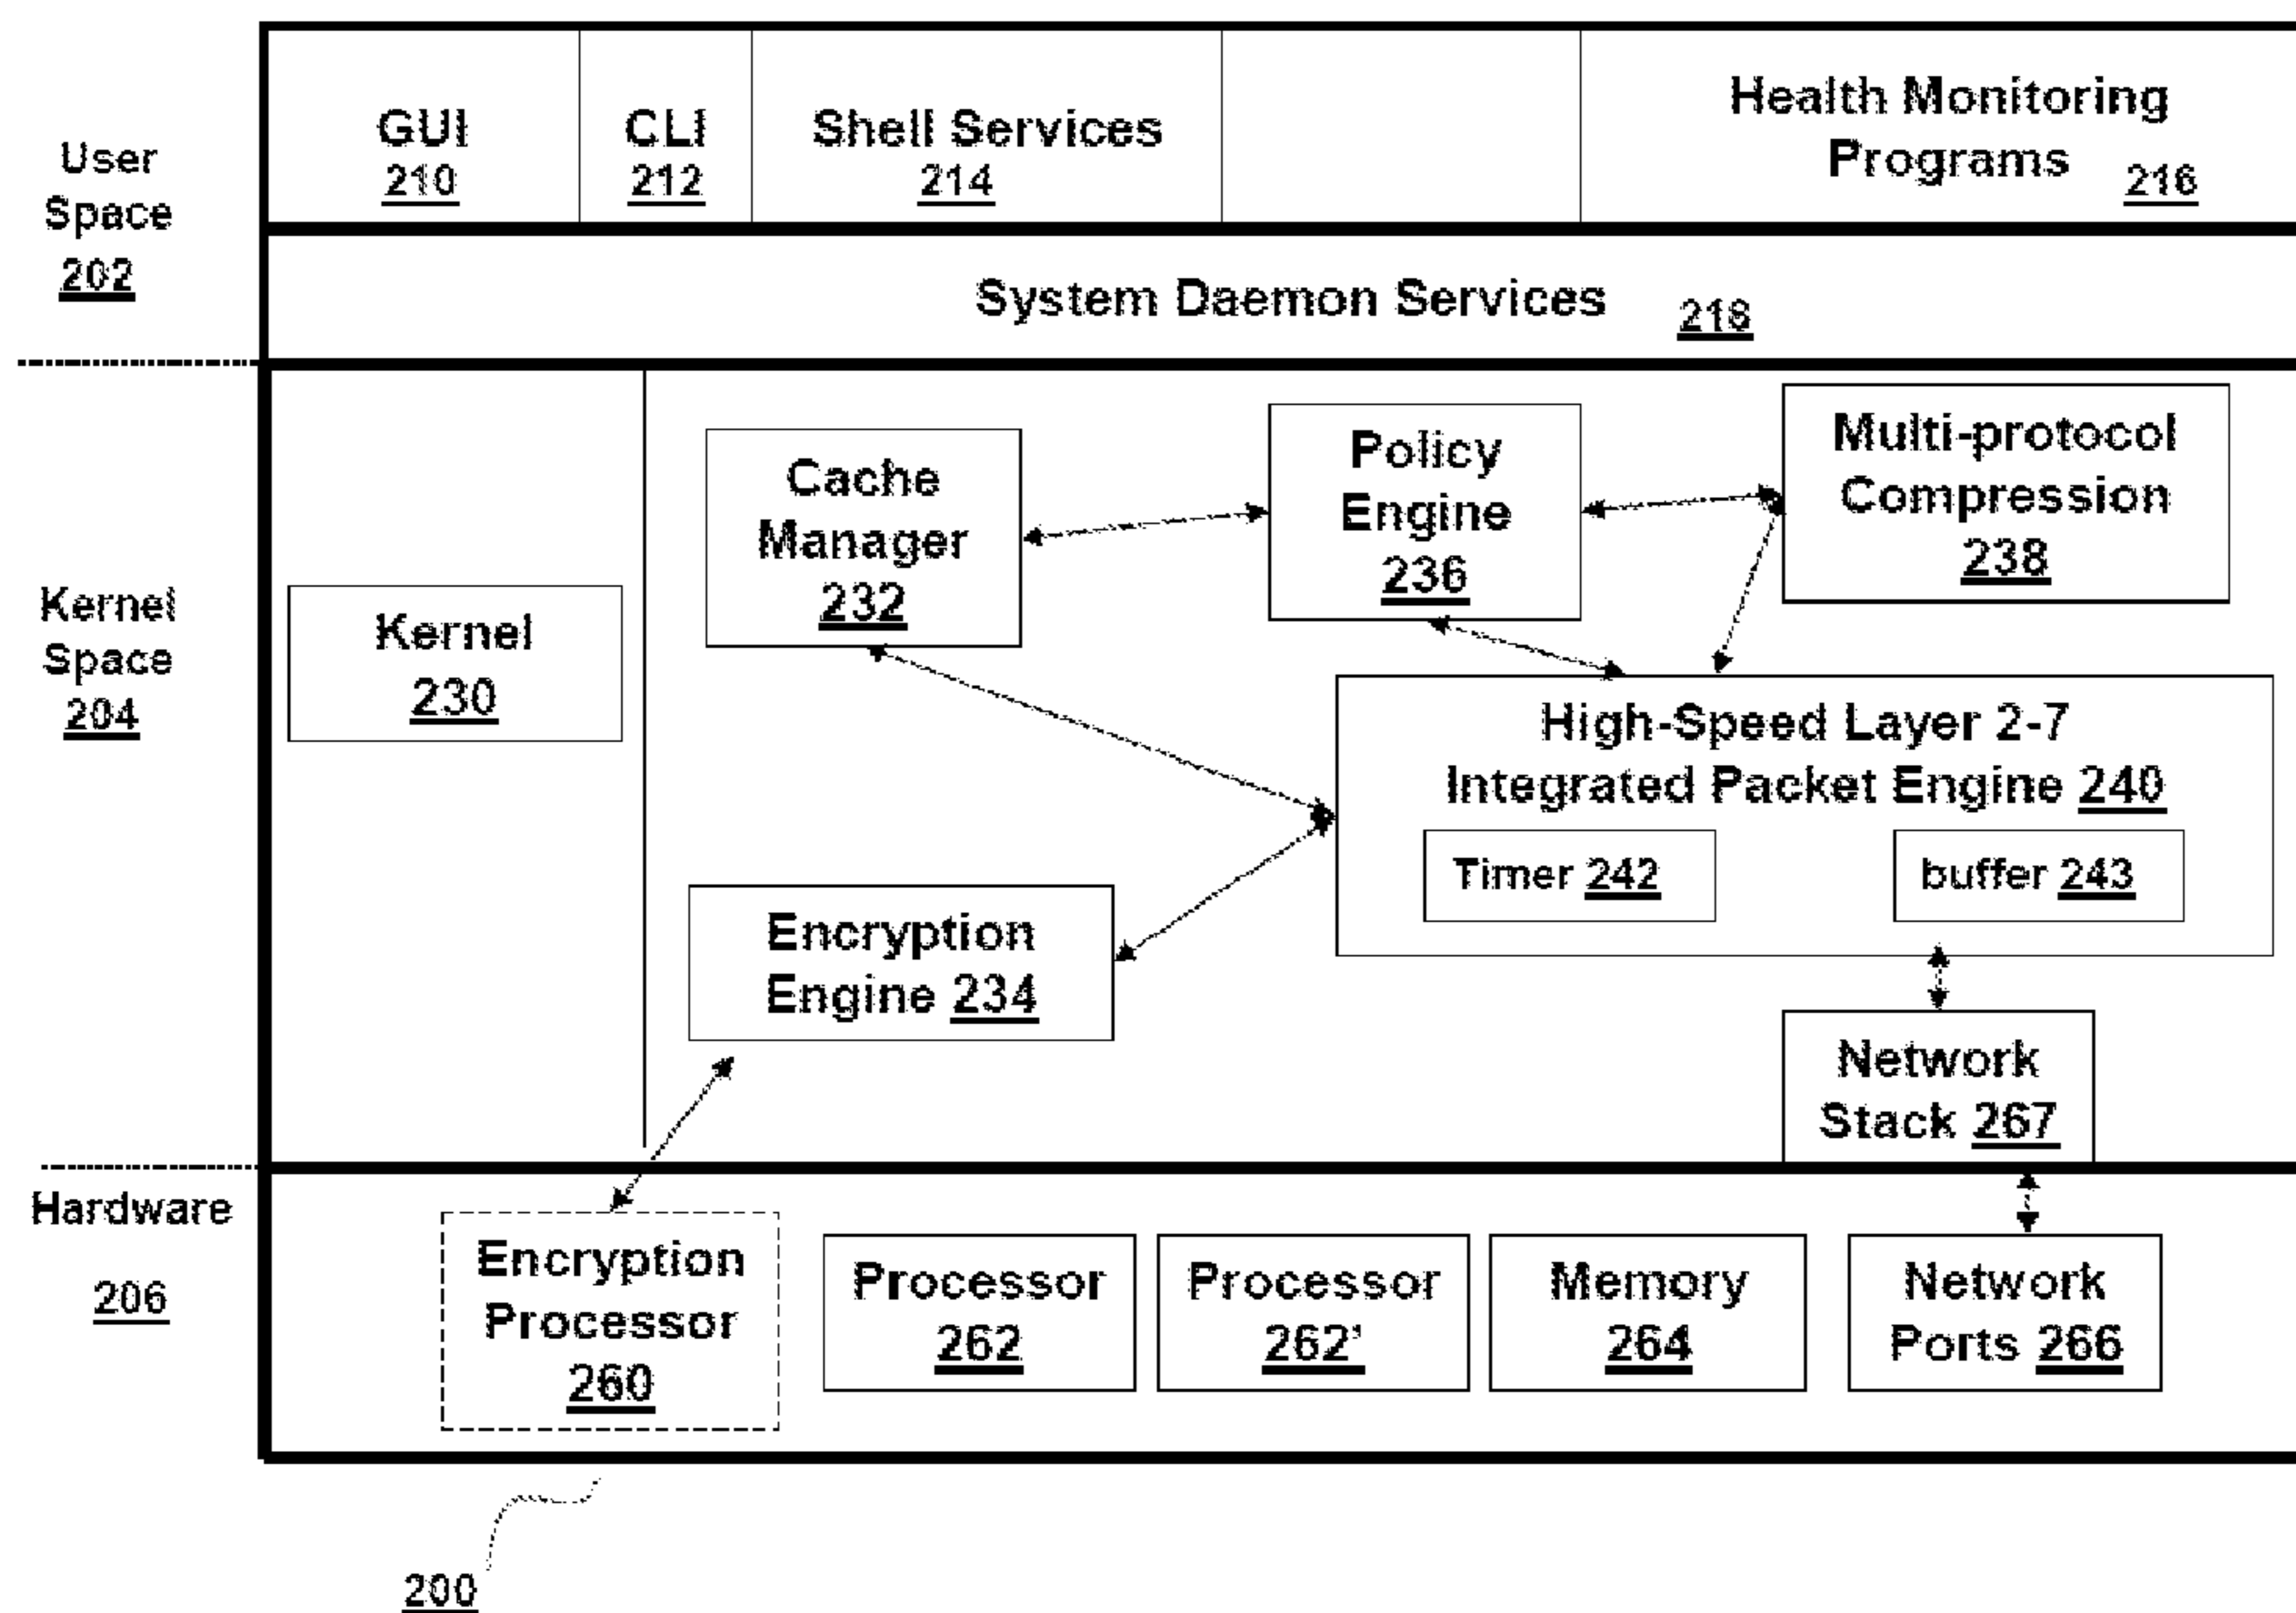 User
Space
202
GUI
210
CLI
212
Shell Services
214
Health Monitoring
Programs 216
System Daemon Services 218
Kernel
Space
204
Kernel
230
Cache
Manager
232
Policy
Engine
236
Multi-protocol
Compression
238
High-Speed Layer 2-7
Integrated Packet Engine 240
Timer 242
buffer 243
Encryption
Engine 234
Network
Stack 267
Hardware
206
Encryption
Processor
260
Processor
262
Processor
262'
Memory
264
Network
Ports 266
200